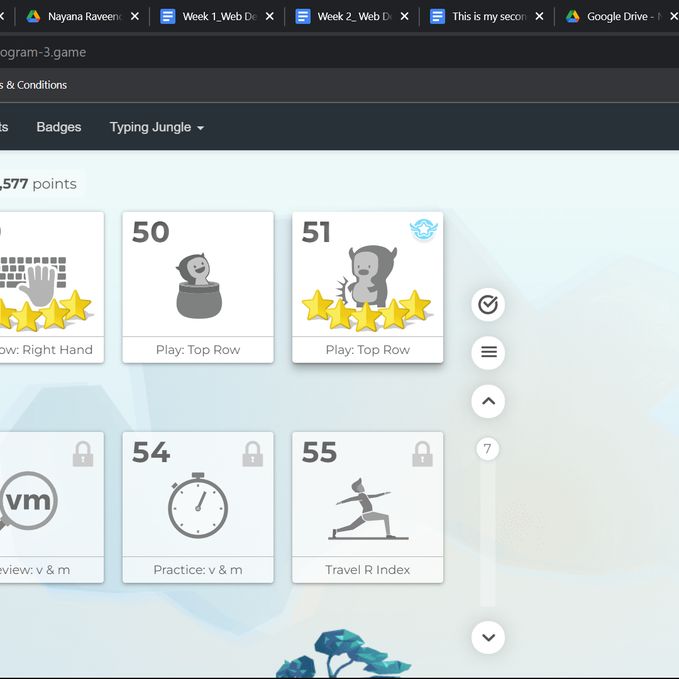 Nayana Raveen
Week 1_Web De
Week 2_ Web D
This is my secon
Google Drive -
ogram-3.game
s & Conditions
ts Badges Typing Jungle
,577 points
50 51
ow: Right Hand Play: Top Row Play: Top Row
7
vm 54 55
eview: v & m Practice: v & m Travel R Index